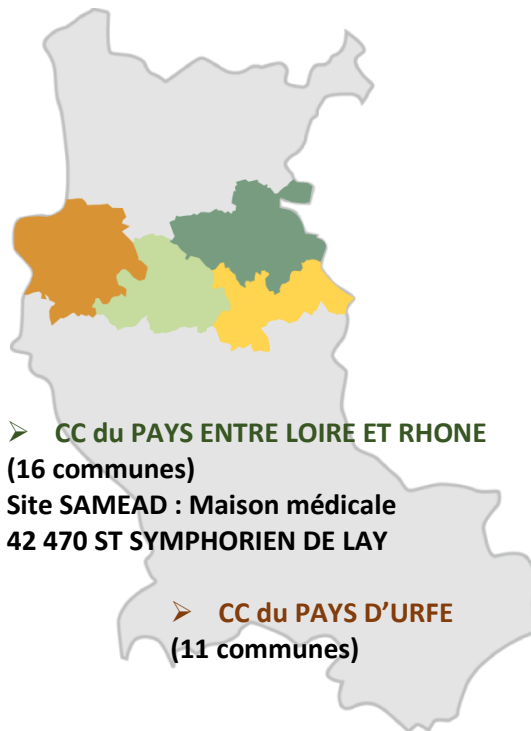 ➢ CC du PAYS ENTRE LOIRE ET RHONE
(16 communes)
Site SAMEAD : Maison médicale
42 470 ST SYMPHORIEN DE LAY
➢ CC du PAYS D’URFE
(11 communes)